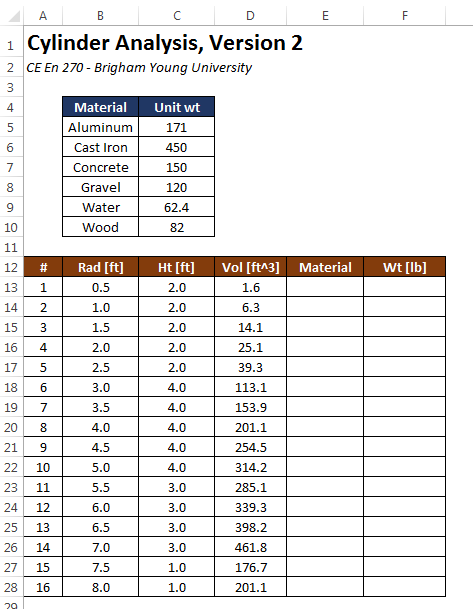 A B C D E F
1 Cylinder Analysis, Version 2
2 CE En 270 - Brigham Young University
3
4 Material Unit wt
5 Aluminum 171
6 Cast Iron 450
7 Concrete 150
8 Gravel 120
9 Water 62.4
10 Wood 82
11
12 # Rad [ft] Ht [ft] Vol [ft^3] Material Wt [lb]
13 1 0.5 2.0 1.6
14 2 1.0 2.0 6.3
15 3 1.5 2.0 14.1
16 4 2.0 2.0 25.1
17 5 2.5 2.0 39.3
18 6 3.0 4.0 113.1
19 7 3.5 4.0 153.9
20 8 4.0 4.0 201.1
21 9 4.5 4.0 254.5
22 10 5.0 4.0 314.2
23 11 5.5 3.0 285.1
24 12 6.0 3.0 339.3
25 13 6.5 3.0 398.2
26 14 7.0 3.0 461.8
27 15 7.5 1.0 176.7
28 16 8.0 1.0 201.1
29